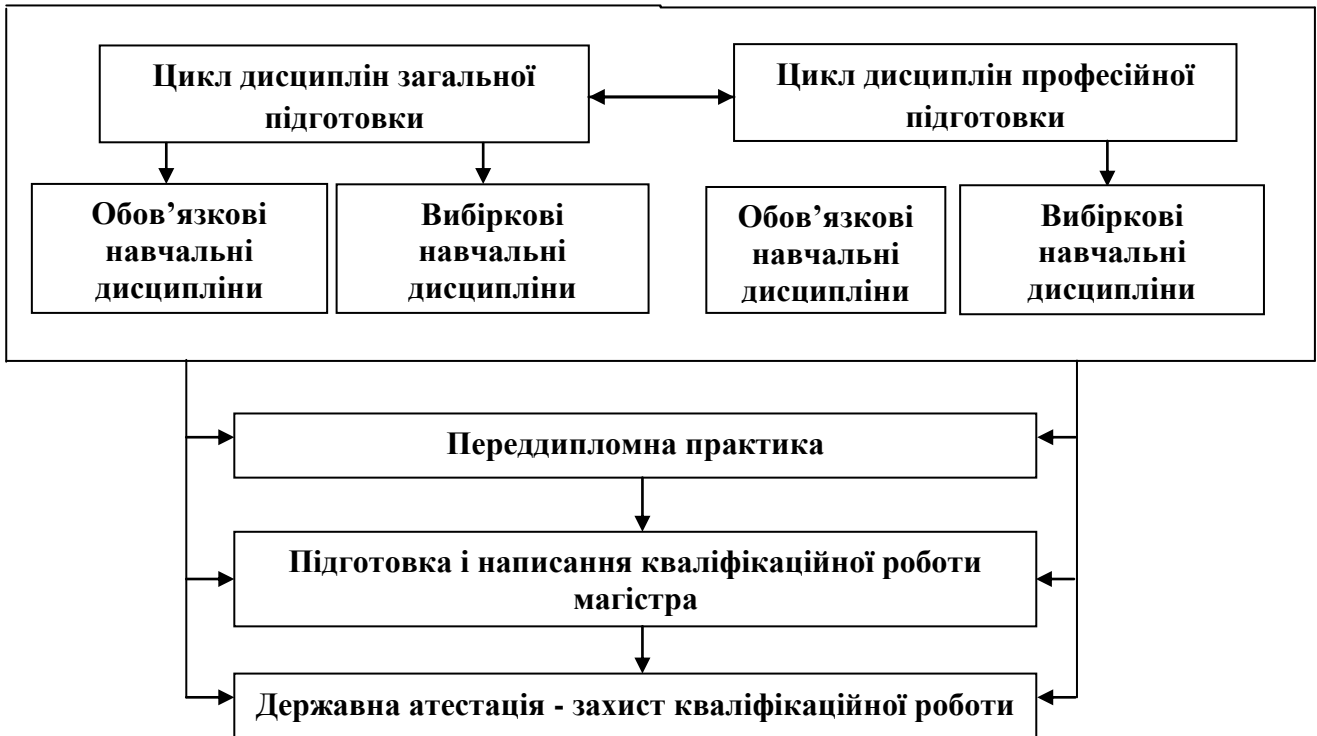 Цикл дисциплін загальної
підготовки
Цикл дисциплін професійної
підготовки
Обов’язкові
навчальні
дисципліни
Вибіркові
навчальні
дисципліни
Обов’язкові
навчальні
дисципліни
Вибіркові
навчальні
дисципліни
Переддипломна практика
Підготовка і написання кваліфікаційної роботи
магістра
Державна атестація - захист кваліфікаційної роботи